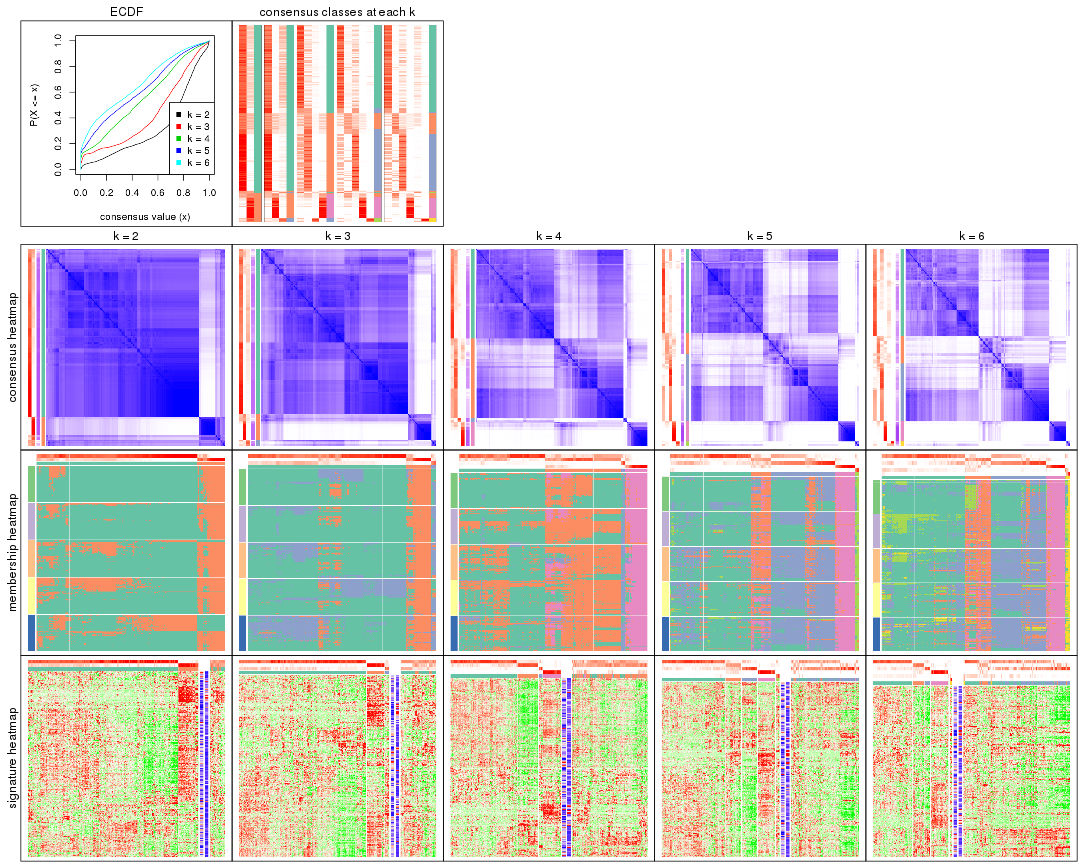 ECDF
consensus classes at each k
P(X <= x)
1.0
0.8
0.6
0.4
0.2
0.0
k = 2
k = 3
k = 4
k = 5
k = 6
0.0 0.2 0.4 0.6 0.8 1.0
consensus value (x)
k = 2
k = 3
k = 4
k = 5
k = 6
consensus heatmap
membership heatmap
signature heatmap